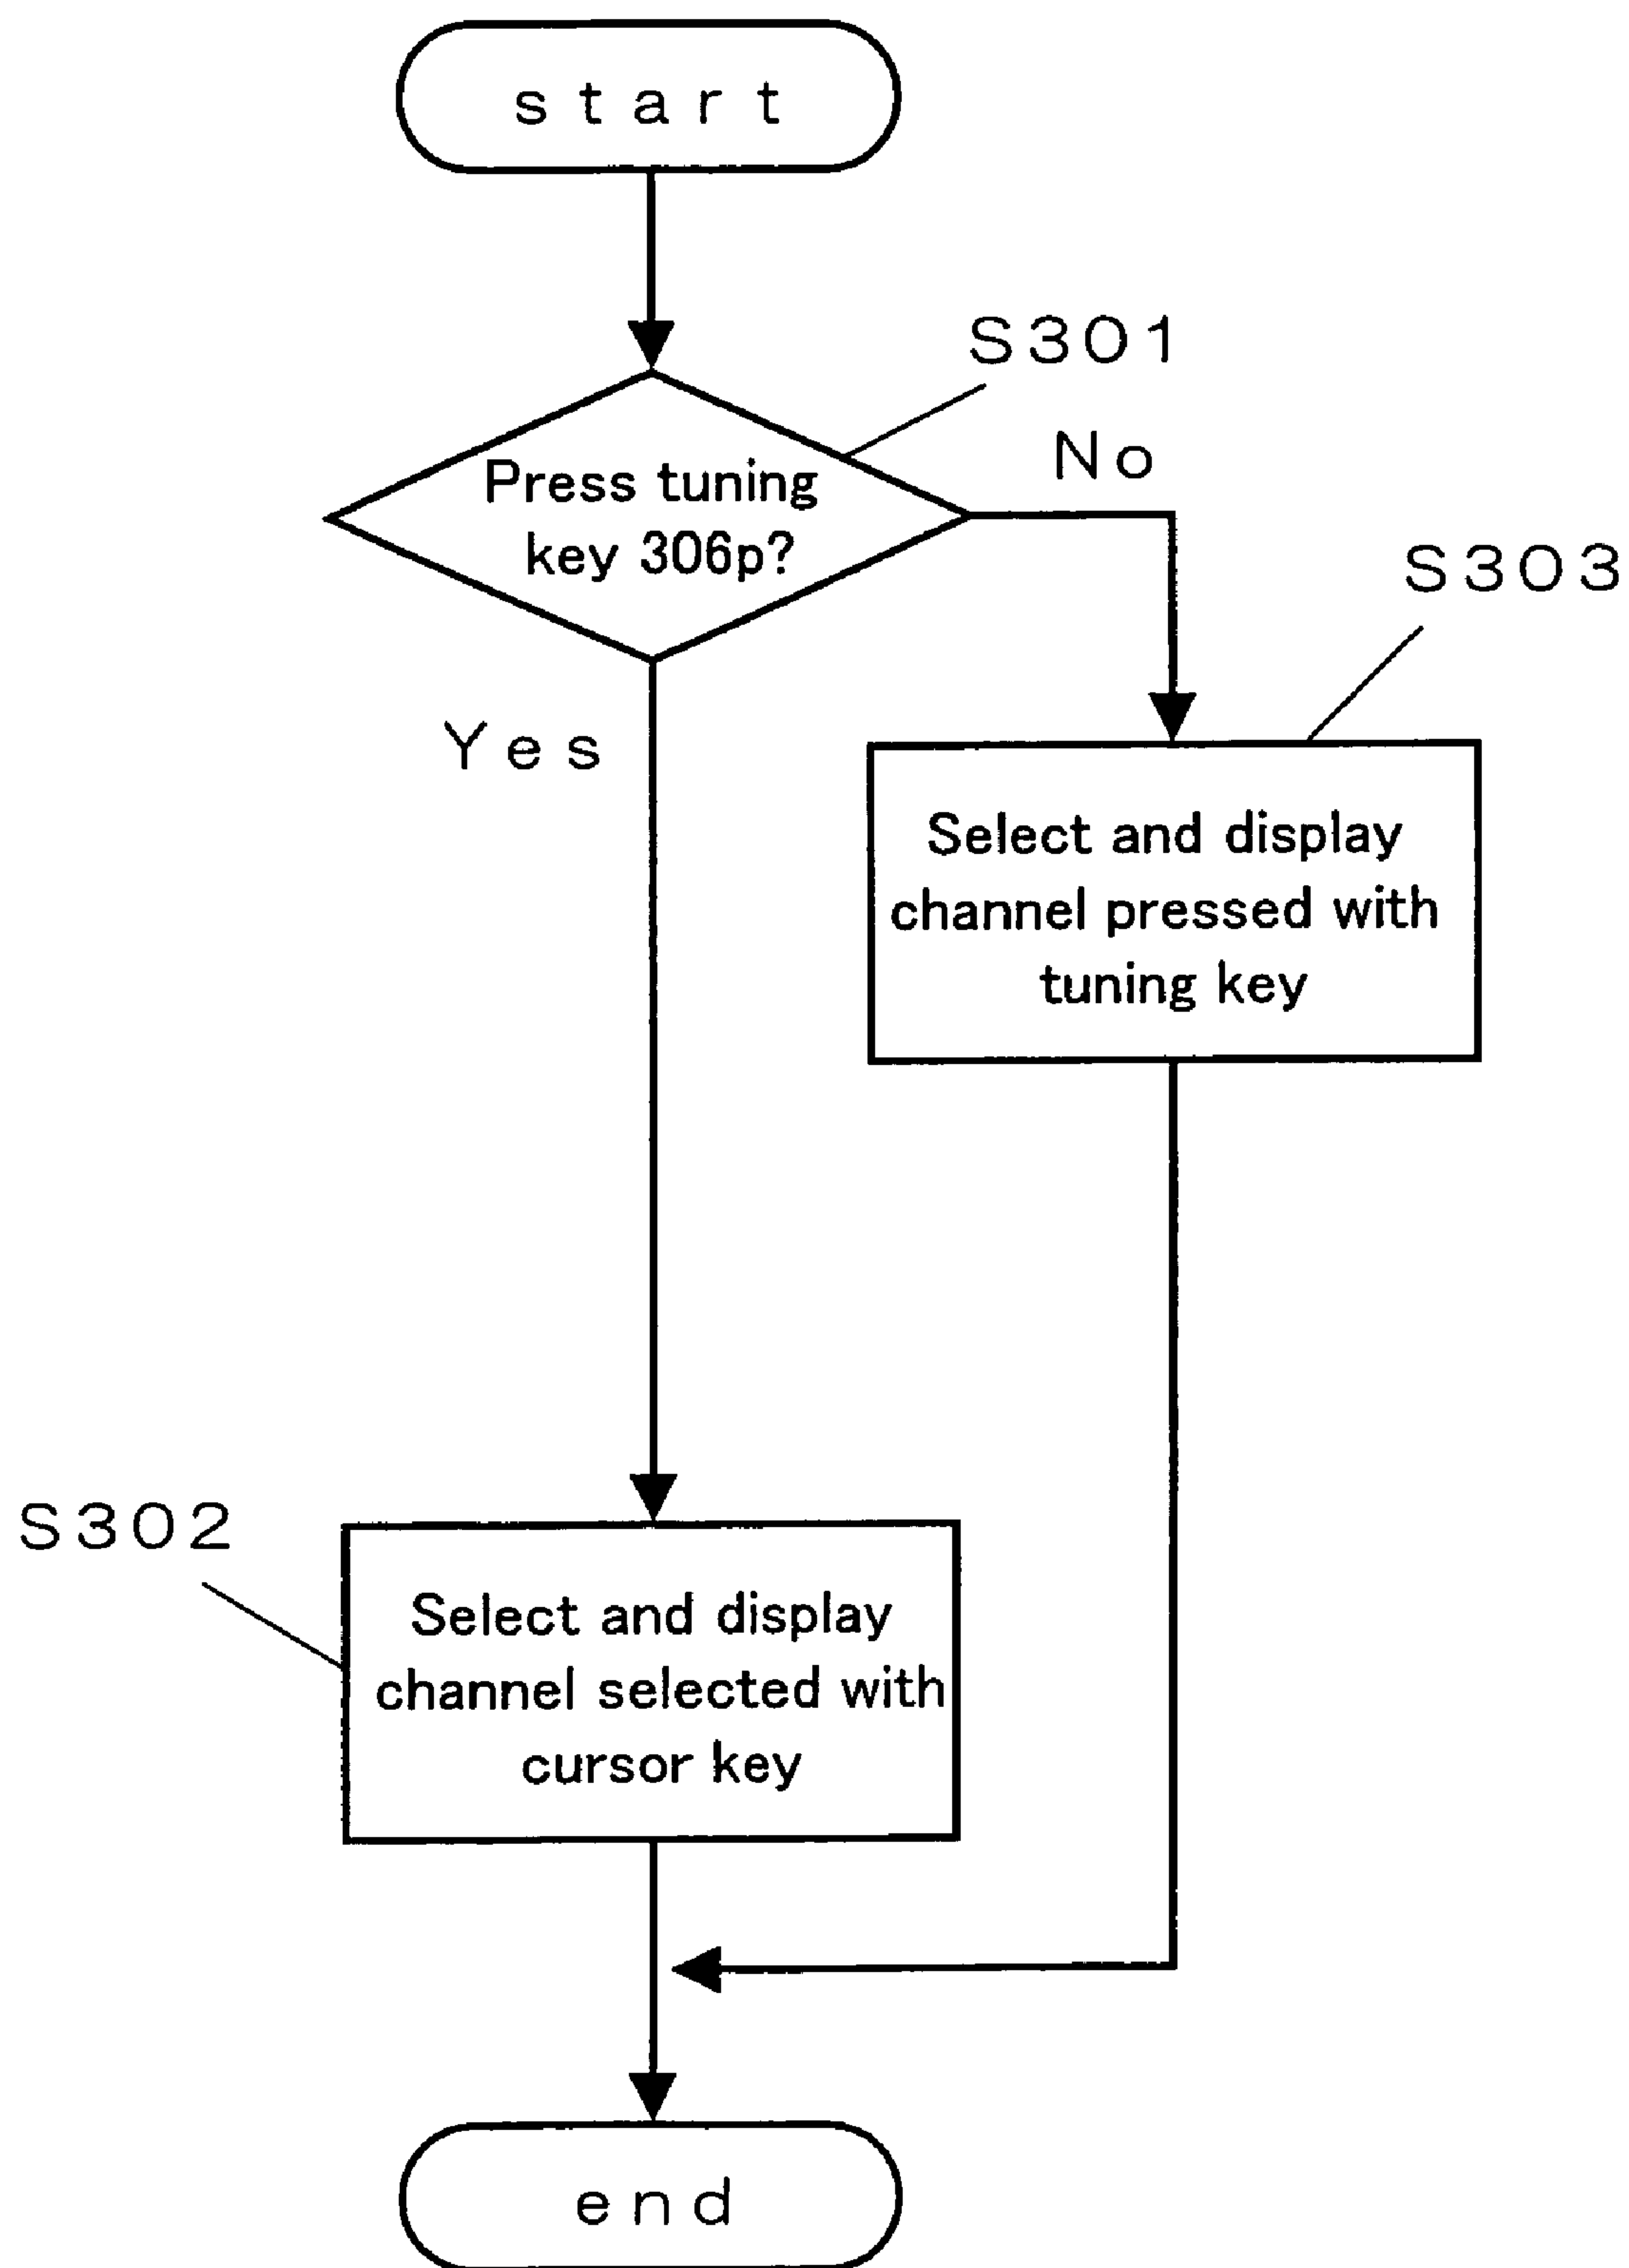 start
S301
Press tuning
key 306p?
No
Yes
S303
Select and display
channel pressed with
tuning key
S302
Select and display
channel selected with
cursor key
end